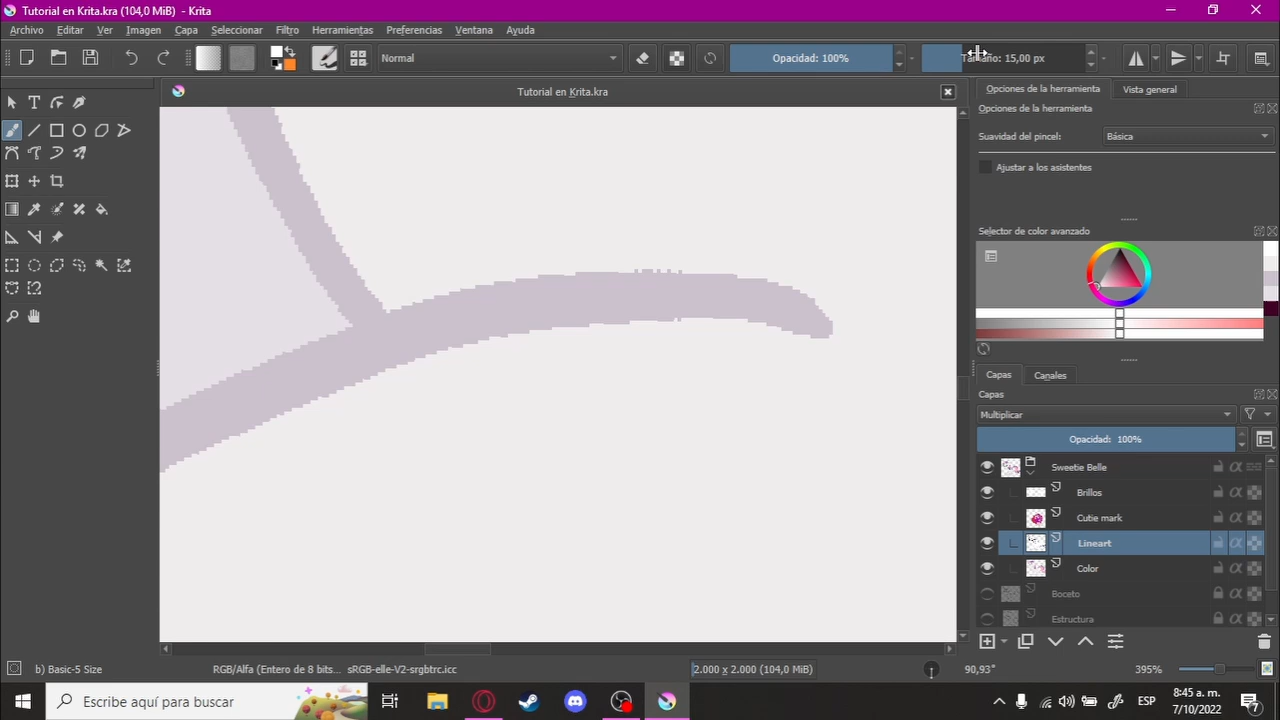 Tutorial en Krita.kra (104,0 MiB) - Krita
Archivo Editar Ver Imagen Capa Seleccionar Filtro Herramientas Preferencias Ventana Ayuda
Normal
Opacidad: 100%
Tamaño: 15,00 px
Tutorial en Krita.kra
Opciones de la herramienta
Vista general
Opciones de la herramienta
Suavidad del pincel:
Básica
Ajustar a los asistentes
Selector de color avanzado
Capas
Canales
Capas
Multiplicar
Opacidad: 100%
Sweetie Belle
Brillos
Cutie mark
Lineart
Color
Boceto
Estructura
b) Basic-5 Size
RGB/Alfa (Entero de 8 bits... sRGB-elle-V2-srgbtrc.icc
2.000 x 2.000 (104,0 MiB)
90,93°
395%
Escribe aquí para buscar
ESP
8:45 a. m.
7/10/2022
7